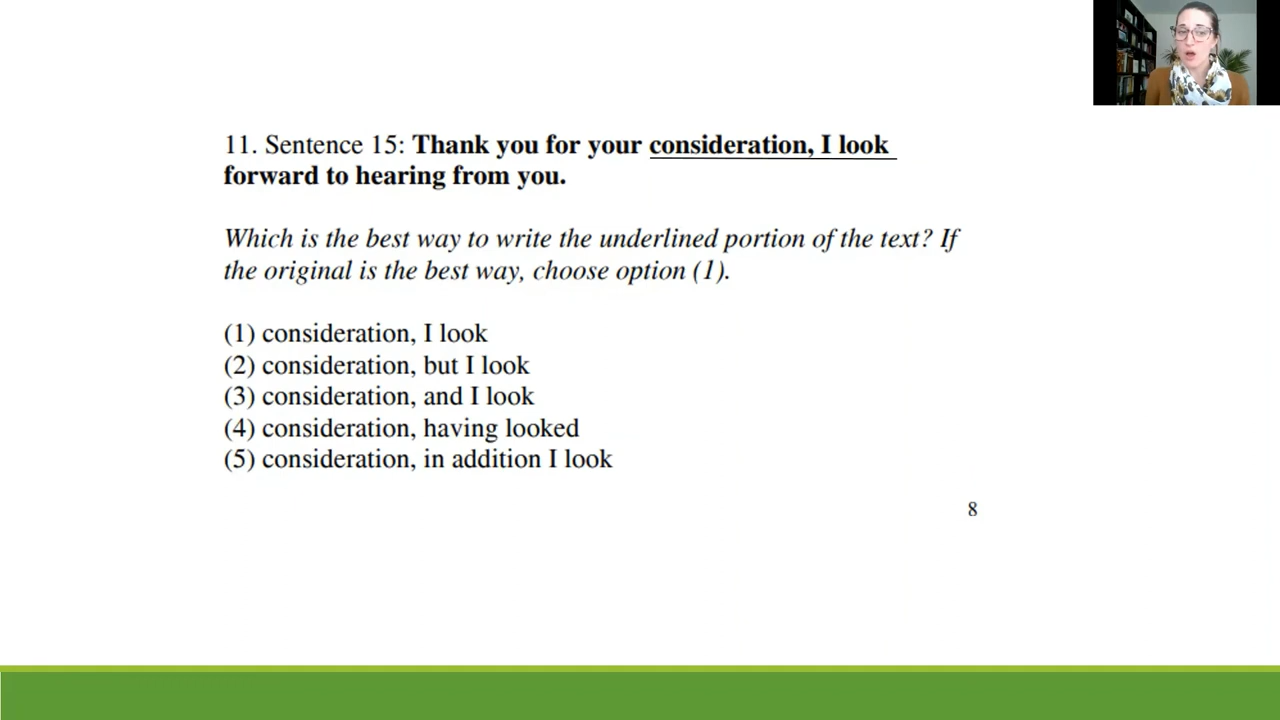 11. Sentence 15: Thank you for your consideration, I look
forward to hearing from you.
Which is the best way to write the underlined portion of the text? If
the original is the best way, choose option (1).
(1) consideration, I look
(2) consideration, but I look
(3) consideration, and I look
(4) consideration, having looked
(5) consideration, in addition I look
8